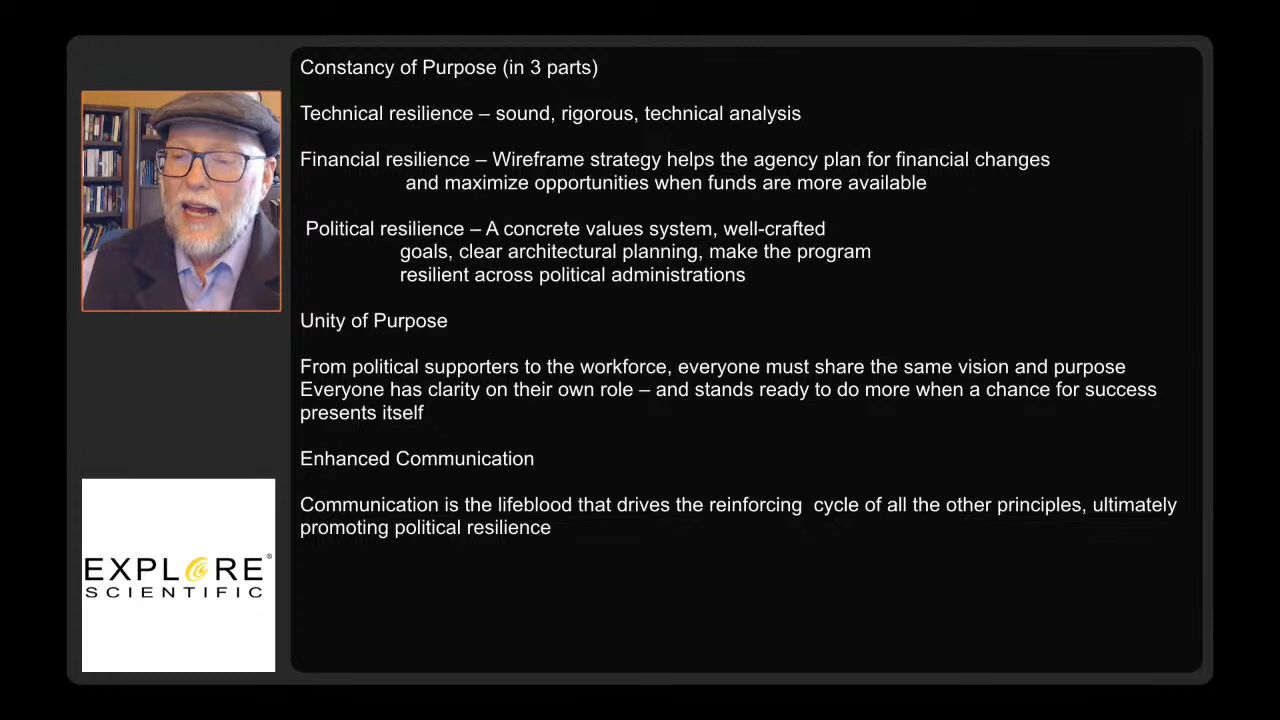 Constancy of Purpose (in 3 parts)
Technical resilience – sound, rigorous, technical analysis
Financial resilience – Wireframe strategy helps the agency plan for financial changes
and maximize opportunities when funds are more available
Political resilience – A concrete values system, well-crafted
goals, clear architectural planning, make the program
resilient across political administrations
Unity of Purpose
From political supporters to the workforce, everyone must share the same vision and purpose
Everyone has clarity on their own role – and stands ready to do more when a chance for success
presents itself
Enhanced Communication
Communication is the lifeblood that drives the reinforcing  cycle of all the other principles, ultimately
promoting political resilience
EXPLORE®
SCIENTIFIC